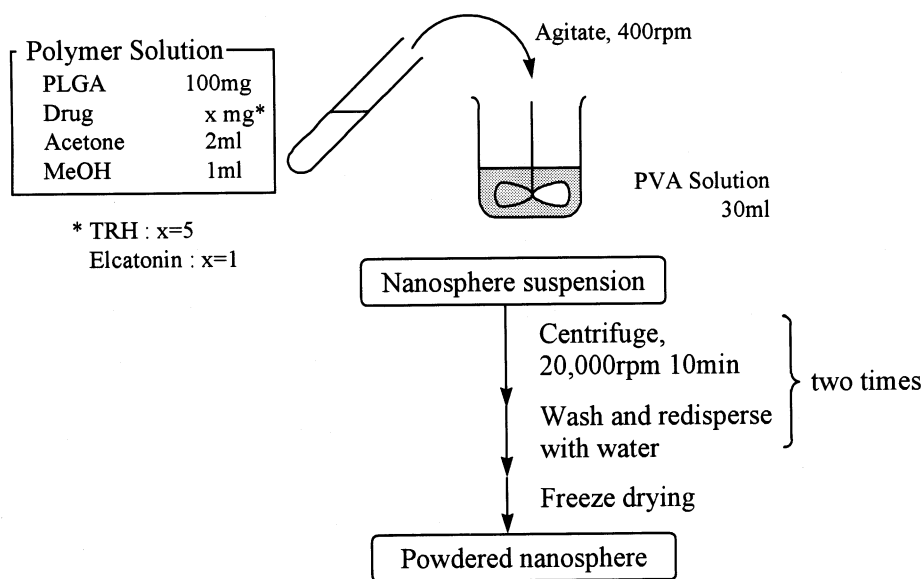 Agitate, 400rpm
Polymer Solution
PLGA 100mg
Drug x mg*
Acetone 2ml
MeOH 1ml
PVA Solution
30ml
* TRH : x=5
Elcatonin : x=1
Nanosphere suspension
Centrifuge,
20,000rpm 10min
two times
Wash and redisperse
with water
Freeze drying
Powdered nanosphere